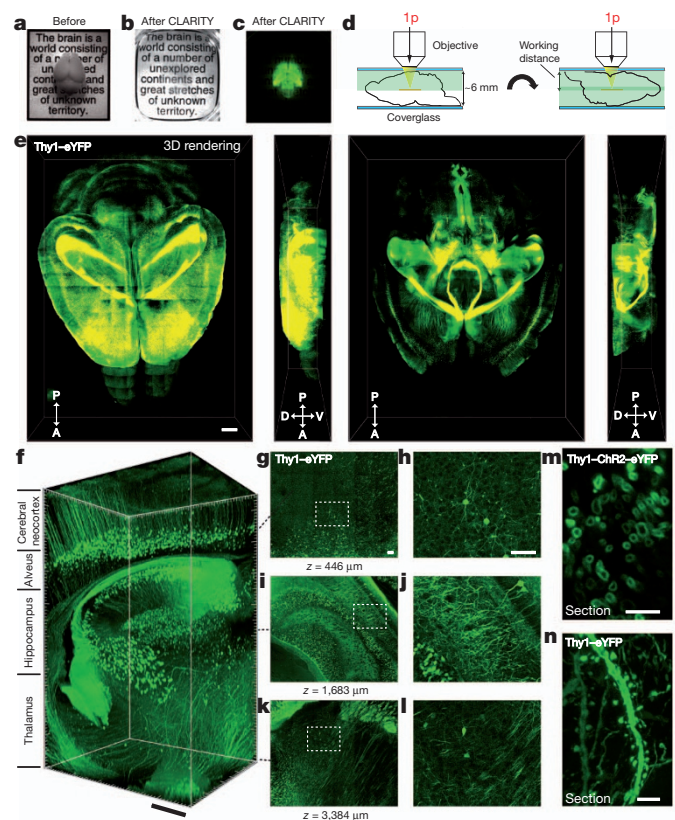 a
Before
The brain is a
world consisting
of a number of
continents and
great stretches
of unknown
territory.
b
After CLARITY
The brain is a
world consisting
of a number of
unexplored
continents and
great stretches
of unknown
territory.
c
After CLARITY
d
1p
Objective
~6 mm
Coverglass
1p
Working
distance
e
Thy1–eYFP
3D rendering
P
A
P
D
V
A
P
A
P
D
V
A
f
Cerebral
neocortex
Alveus
Hippocampus
Thalamus
g
Thy1–eYFP
z = 446 µm
h
i
z = 1,683 µm
j
k
z = 3,384 µm
l
m
Thy1–ChR2–eYFP
Section
n
Thy1–eYFP
Section